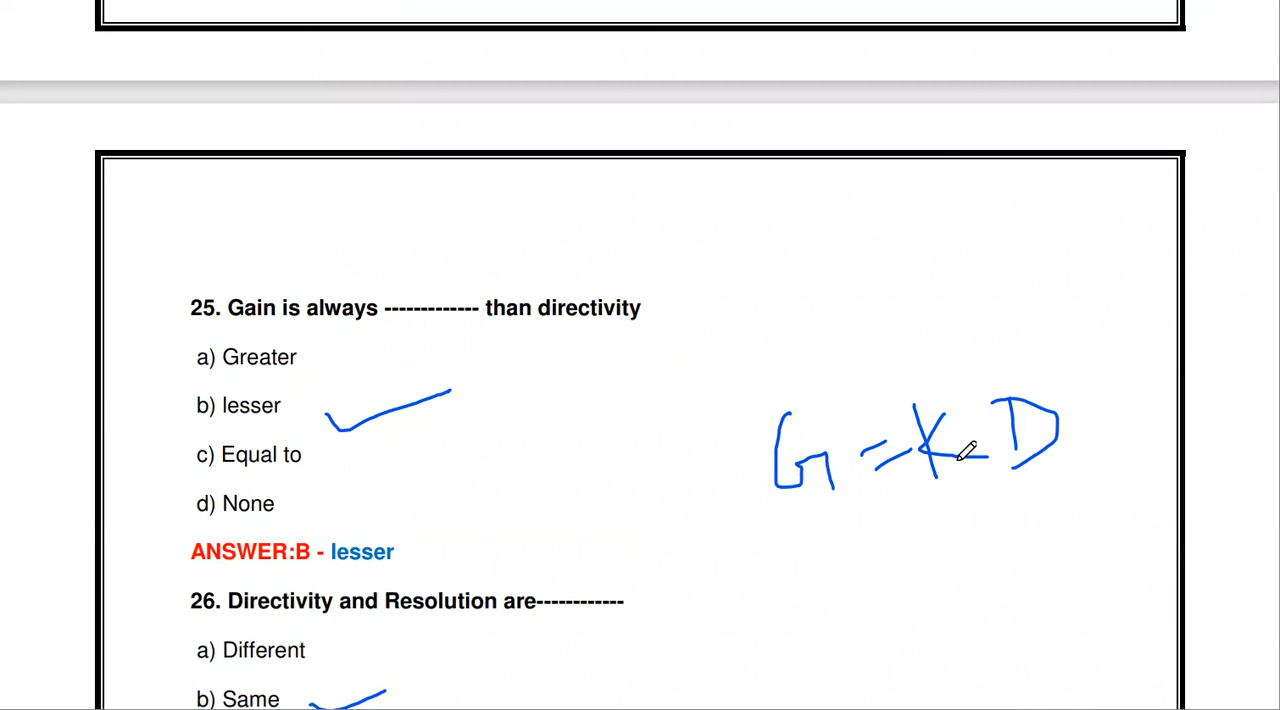 25. Gain is always ------------- than directivity
a) Greater
b) lesser
c) Equal to
d) None
G = K D
ANSWER:B - lesser
26. Directivity and Resolution are------------
a) Different
b) Same